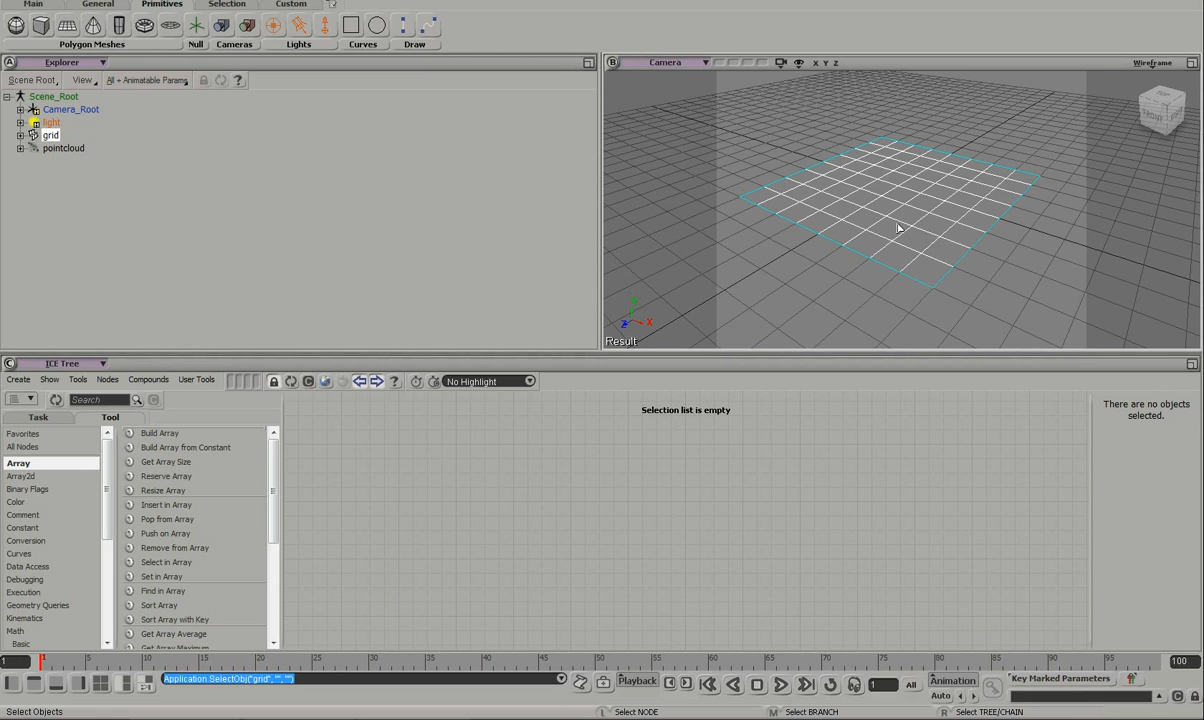 Main General Primitives Selection Custom
Polygon Meshes Null Cameras Lights Curves Draw
A Explorer
B Camera X Y Z Wireframe
Scene Root View All + Animatable Params ?
Scene_Root
Camera_Root
light
grid
pointcloud
TOP
FRONT
Y
X
Z
Result
C ICE Tree
Create Show Tools Nodes Compounds User Tools C ? No Highlight
Search C
Task Tool
Selection list is empty
There are no objects
selected.
Favorites
All Nodes
Array
Array2d
Binary Flags
Color
Comment
Constant
Conversion
Curves
Data Access
Debugging
Execution
Geometry Queries
Kinematics
Math
Basic
Build Array
Build Array from Constant
Get Array Size
Reserve Array
Resize Array
Insert in Array
Pop from Array
Push on Array
Remove from Array
Select in Array
Set in Array
Find in Array
Sort Array
Sort Array with Key
Get Array Average
Get Array Maximum
1 1 5 10 15 20 25 30 35 40 45 50 55 60 65 70 75 80 85 90 95 100
Application.SelectObj("grid", "", "") Playback 1 All Animation Key Marked Parameters
Auto C
Select Objects L Select NODE M Select BRANCH R Select TREE/CHAIN